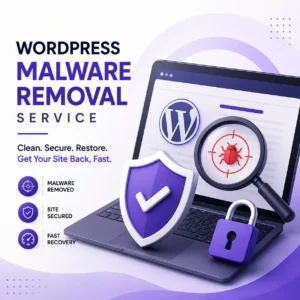 WORDPRESS
MALWARE
REMOVAL
SERVICE
Clean. Secure. Restore.
Get Your Site Back, Fast.
MALWARE
REMOVED
SITE
SECURED
FAST
RECOVERY